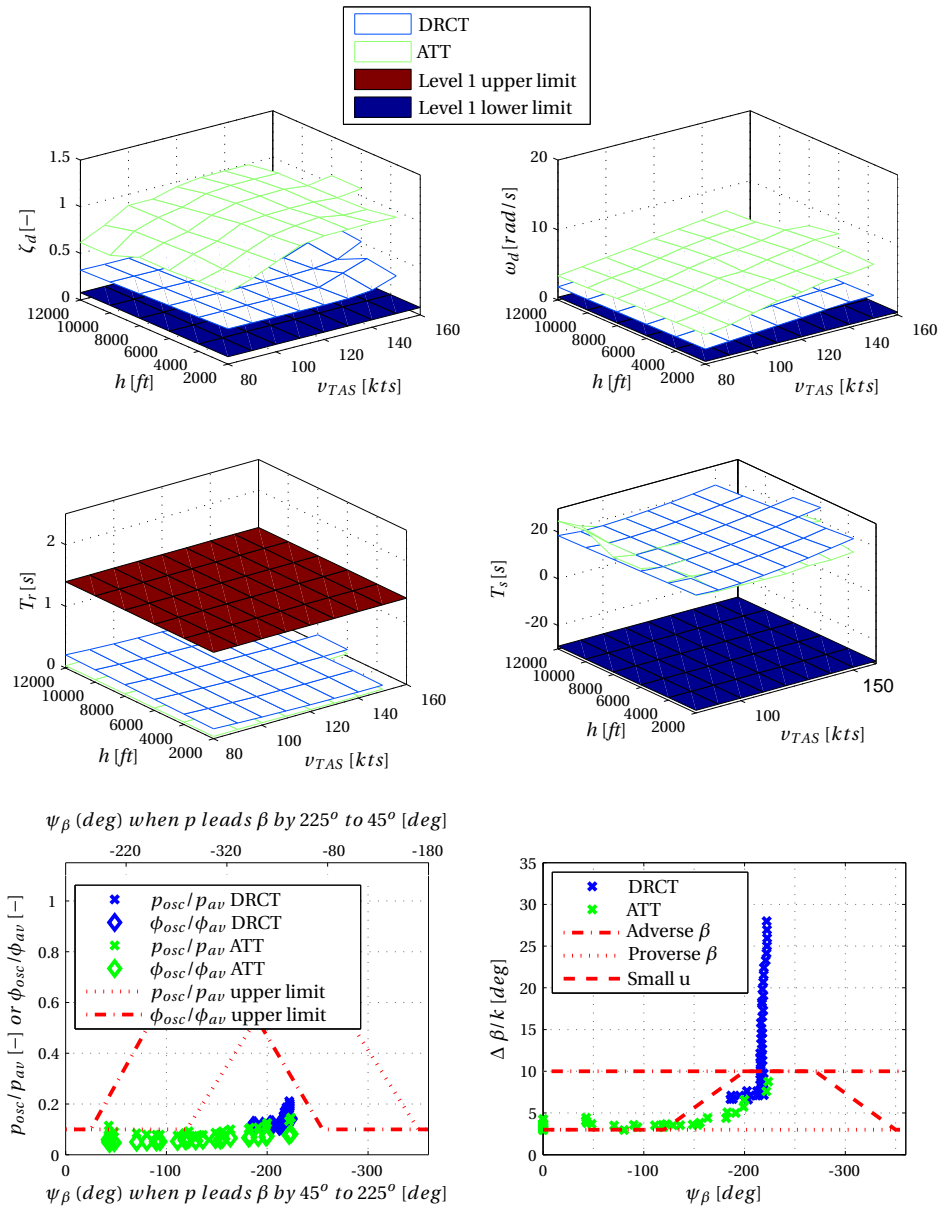 DRCT
ATT
Level 1 upper limit
Level 1 lower limit
1.5
1
0.5
0
ζd [−]
12000
10000
8000
6000
4000
2000
h [ft]
80
100
120
140
160
vTAS [kts]
20
10
0
ωd [rad/s]
12000
10000
8000
6000
4000
2000
h [ft]
80
100
120
140
160
vTAS [kts]
2
1
0
Tr [s]
12000
10000
8000
6000
4000
2000
h [ft]
80
100
120
140
160
vTAS [kts]
20
0
-20
Ts [s]
12000
10000
8000
6000
4000
2000
h [ft]
100
150
vTAS [kts]
ψβ (deg) when p leads β by 225o to 45o [deg]
-220 -320 -80 -180
posc/pav DRCT
ϕosc/ϕav DRCT
posc/pav ATT
ϕosc/ϕav ATT
posc/pav upper limit
ϕosc/ϕav upper limit
1
0.8
0.6
0.4
0.2
0
posc/pav [−] or ϕosc/ϕav [−]
0 -100 -200 -300
ψβ (deg) when p leads β by 45o to 225o [deg]
DRCT
ATT
Adverse β
Proverse β
Small u
35
30
25
20
15
10
5
0
Δ β/k [deg]
0 -100 -200 -300
ψβ [deg]